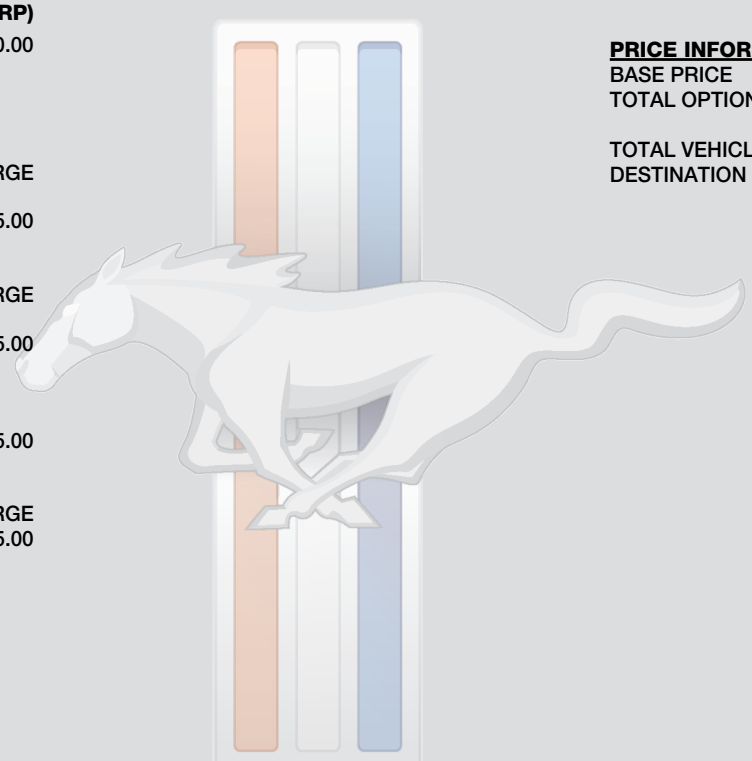 RP)
0.00
RGE
5.00
RGE
5.00
5.00
RGE
5.00
PRICE INFOR
BASE PRICE
TOTAL OPTION
TOTAL VEHICL
DESTINATION